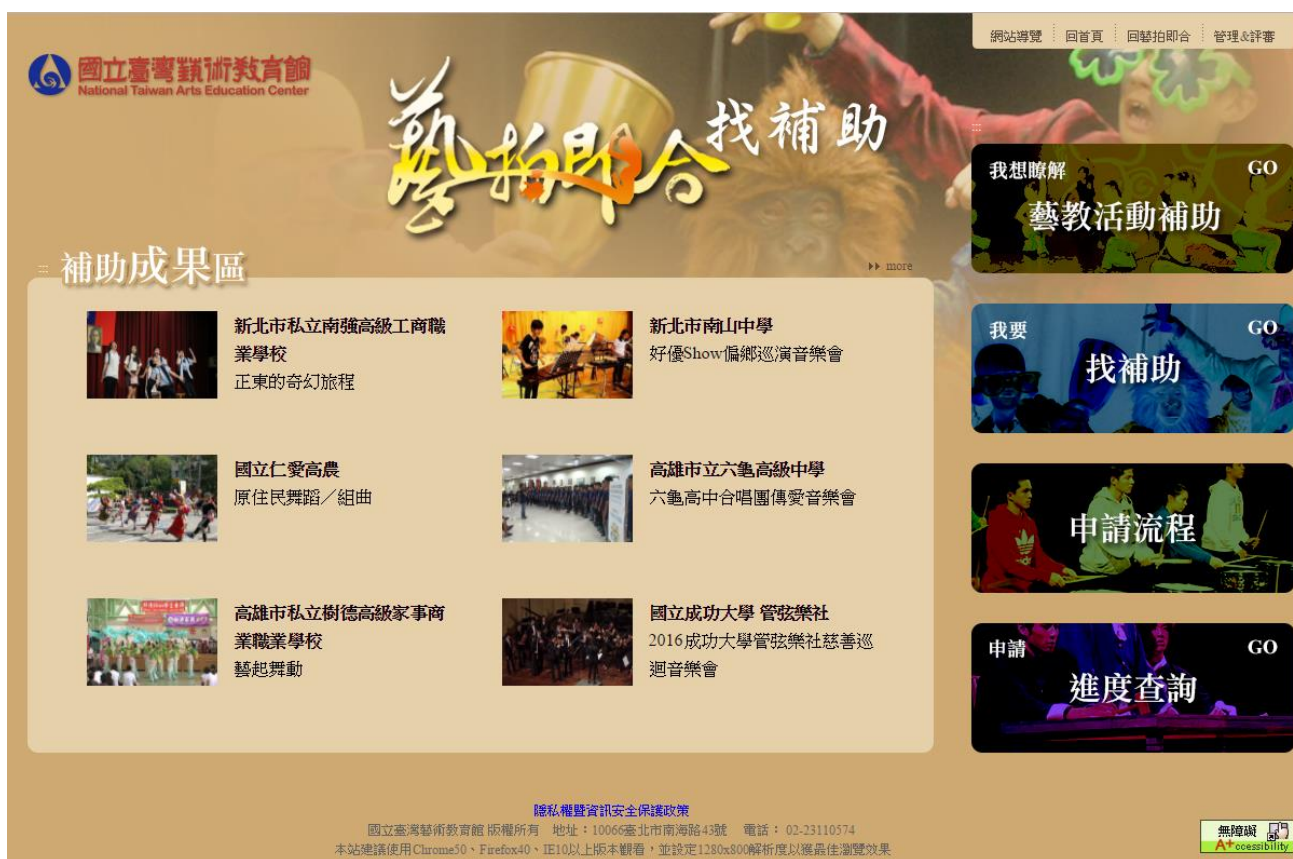 網站導覽 回首頁 回藝拍即合 管理&評審
國立臺灣藝術教育館
National Taiwan Arts Education Center
藝拍即合 找補助
:::
我想瞭解 GO
藝教活動補助
::: 補助成果區
more
新北市私立南強高級工商職
業學校
正東的奇幻旅程
新北市南山中學
好優Show偏鄉巡演音樂會
我要 GO
找補助
國立仁愛高農
原住民舞蹈／組曲
高雄市立六龜高級中學
六龜高中合唱團傳愛音樂會
申請流程
高雄市私立樹德高級家事商
業職業學校
藝起舞動
國立成功大學 管弦樂社
2016成功大學管弦樂社慈善巡
迴音樂會
申請 GO
進度查詢
隱私權暨資訊安全保護政策
國立臺灣藝術教育館 版權所有 地址：10066臺北市南海路43號 電話： 02-23110574
本站建議使用Chrome50、Firefox40、IE10以上版本觀看，並設定1280x800解析度以獲最佳瀏覽效果
無障礙
A+ccessibility